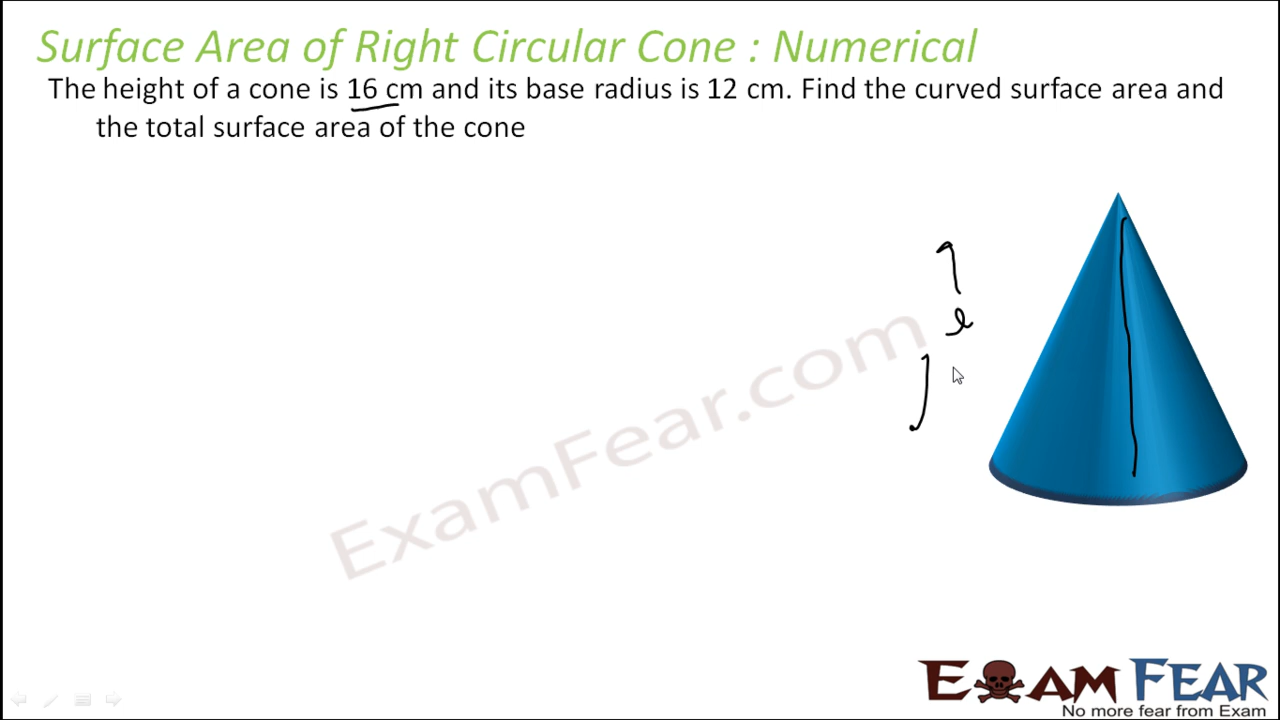 Surface Area of Right Circular Cone : Numerical
The height of a cone is 16 cm and its base radius is 12 cm. Find the curved surface area and
the total surface area of the cone
ExamFear.com
EXAM FEAR
No more fear from Exam